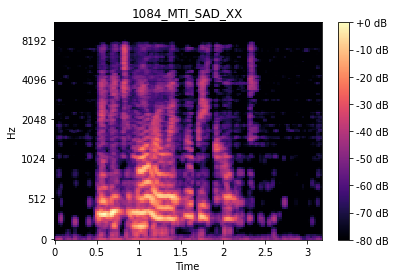 1084_MTI_SAD_XX
+0 dB
8192
-10 dB
4096
-20 dB
-30 dB
2048
Hz
-40 dB
1024
-50 dB
512
-60 dB
-70 dB
0
-80 dB
0 0.5 1 1.5 2 2.5 3
Time